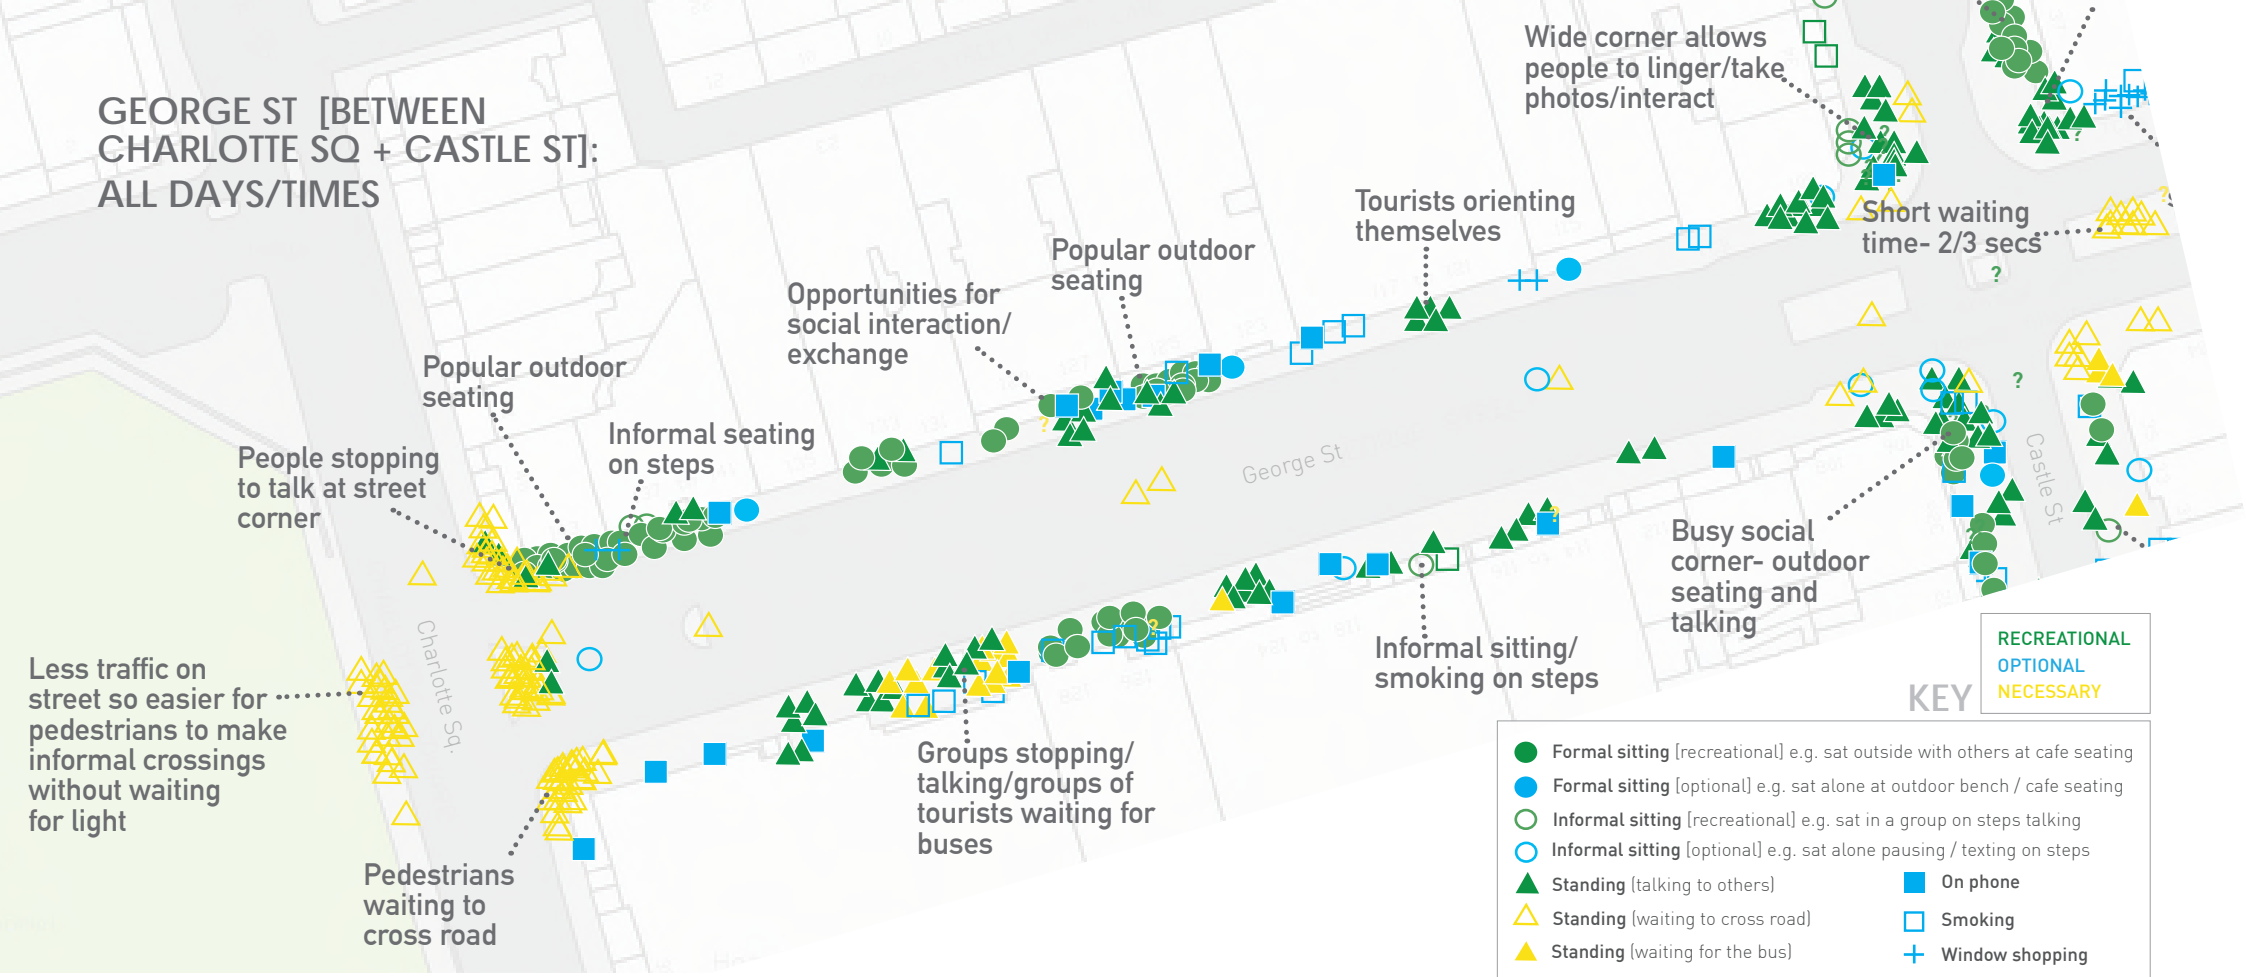 GEORGE ST [BETWEEN
CHARLOTTE SQ + CASTLE ST]:
ALL DAYS/TIMES
Wide corner allows
people to linger/take
photos/interact
Tourists orienting
themselves
Short waiting
time- 2/3 secs
Popular outdoor
seating
Opportunities for
social interaction/
exchange
Popular outdoor
seating
Informal seating
on steps
People stopping
to talk at street
corner
George St
Castle St
Busy social
corner- outdoor
seating and
talking
Informal sitting/
smoking on steps
Charlotte Sq.
Less traffic on
street so easier for
pedestrians to make
informal crossings
without waiting
for light
Groups stopping/
talking/groups of
tourists waiting for
buses
Pedestrians
waiting to
cross road
KEY
RECREATIONAL
OPTIONAL
NECESSARY
Formal sitting [recreational] e.g. sat outside with others at cafe seating
Formal sitting [optional] e.g. sat alone at outdoor bench / cafe seating
Informal sitting [recreational] e.g. sat in a group on steps talking
Informal sitting [optional] e.g. sat alone pausing / texting on steps
Standing (talking to others)
On phone
Standing (waiting to cross road)
Smoking
Standing (waiting for the bus)
Window shopping